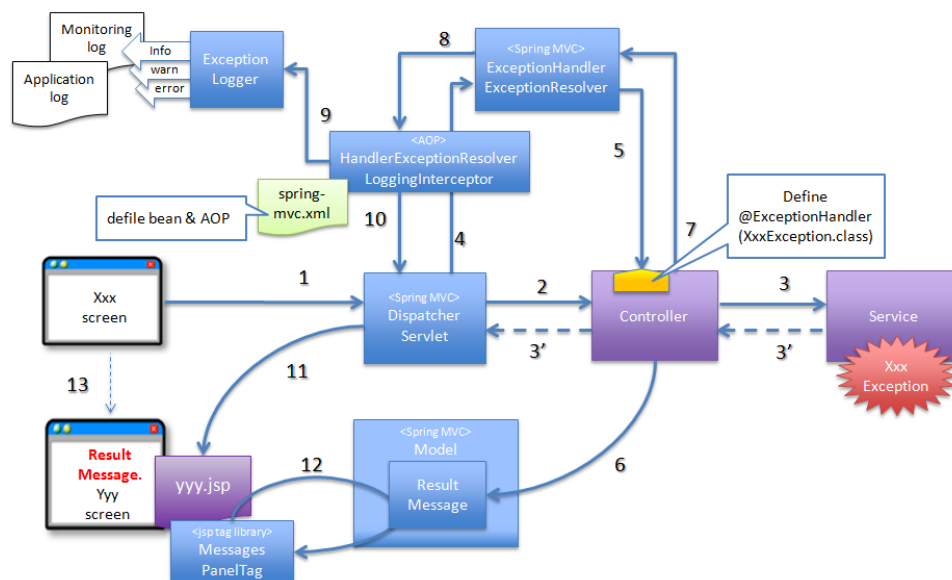 Monitoring
log
Application
log
Info
warn
error
Exception
Logger
8
<Spring MVC>
ExceptionHandler
ExceptionResolver
9
<AOP>
HandlerExceptionResolver
LoggingInterceptor
5
spring-
mvc.xml
defile bean & AOP
10
4
7
Define
@ExceptionHandler
(XxxException.class)
Xxx
screen
1
<Spring MVC>
Dispatcher
Servlet
2
3’
Controller
3
3’
Service
Xxx
Exception
13
11
Result
Message.
Yyy
screen
yyy.jsp
12
<Spring MVC>
Model
Result
Message
6
<jsp tag library>
Messages
PanelTag